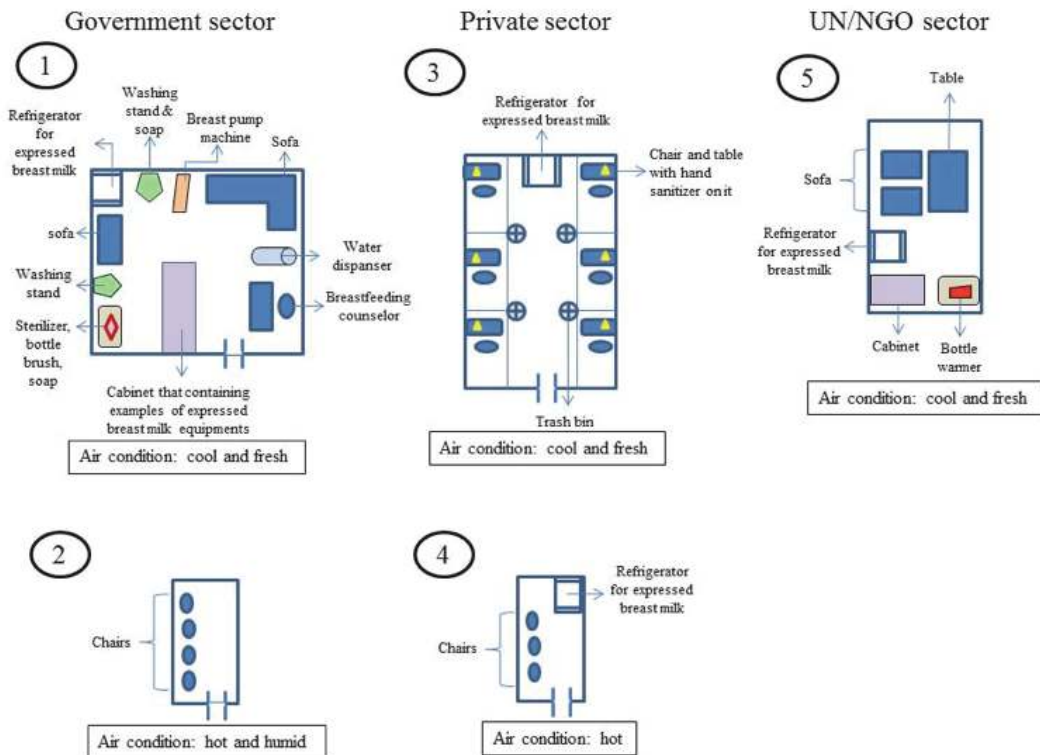 Government sector
Private sector
UN/NGO sector
1
Washing
stand &
soap
Refrigerator
for
expressed
breast milk
Breast pump
machine
Sofa
sofa
Washing
stand
Sterilizer,
bottle
brush,
soap
Water
dispanser
Breastfeeding
counselor
Cabinet that containing
examples of expressed
breast milk equipments
Air condition: cool and fresh
3
Refrigerator for
expressed breast milk
Chair and table
with hand
sanitizer on it
Trash bin
Air condition: cool and fresh
5
Table
Sofa
Refrigerator
for expressed
breast milk
Cabinet
Bottle
warmer
Air condition: cool and fresh
2
Chairs
Air condition: hot and humid
4
Refrigerator
for expressed
breast milk
Chairs
Air condition: hot